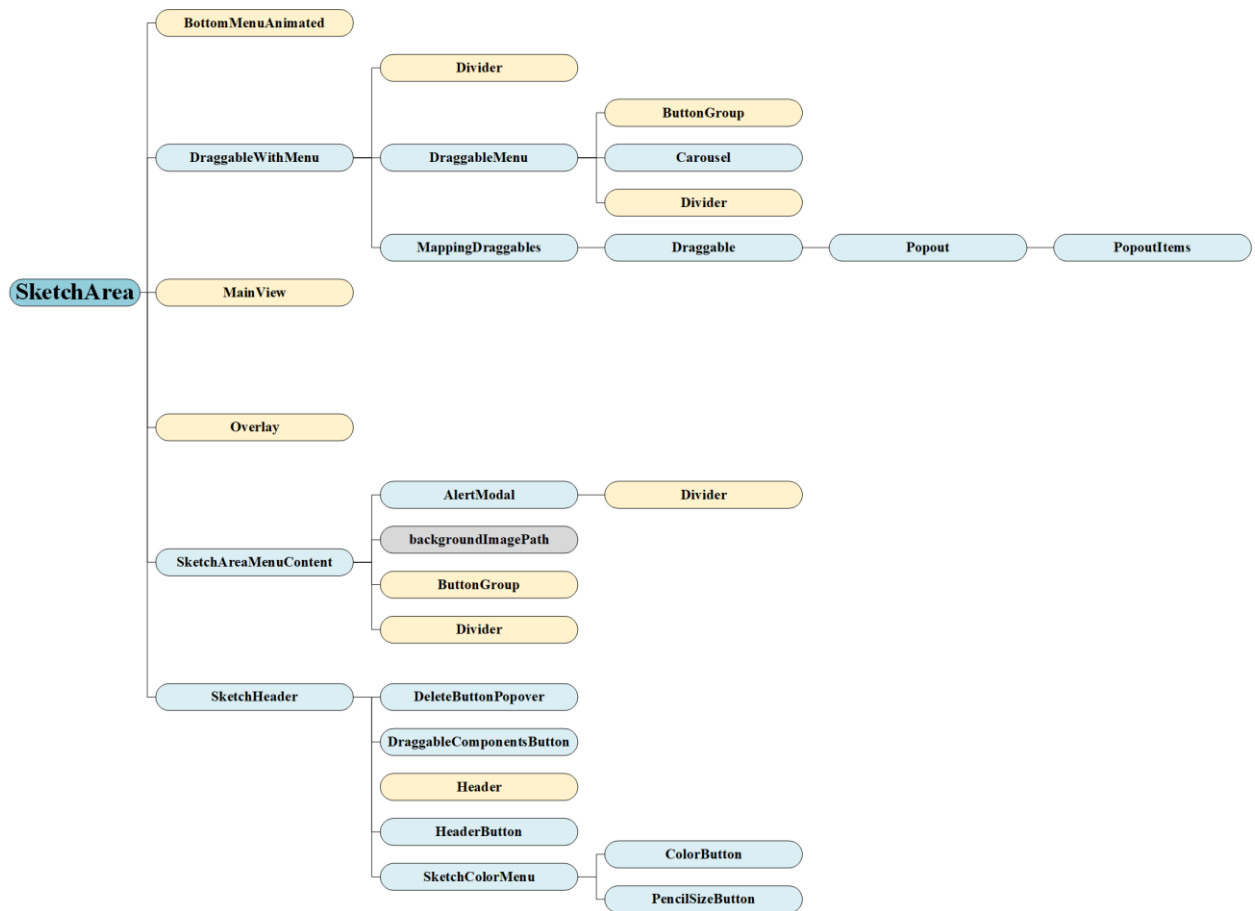 BottomMenuAnimated
Divider
ButtonGroup
DraggableWithMenu
DraggableMenu
Carousel
Divider
MappingDraggables
Draggable
Popout
PopoutItems
SketchArea
MainView
Overlay
AlertModal
Divider
backgroundImagePath
SketchAreaMenuContent
ButtonGroup
Divider
SketchHeader
DeleteButtonPopover
DraggableComponentsButton
Header
HeaderButton
ColorButton
SketchColorMenu
PencilSizeButton